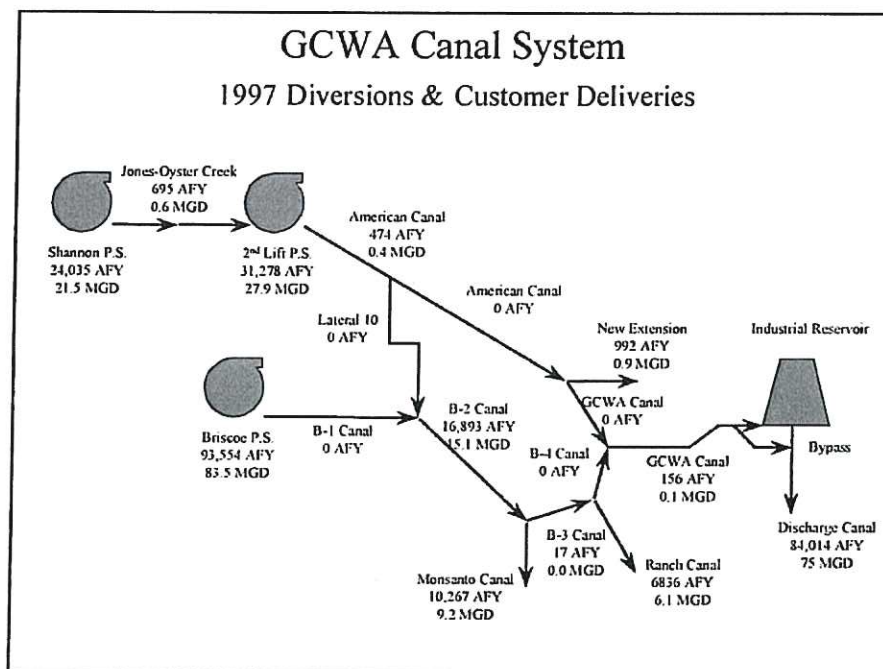 GCWA Canal System
1997 Diversions & Customer Deliveries
Jones-Oyster Creek
695 AFY
0.6 MGD
Shannon P.S.
24,035 AFY
21.5 MGD
2nd Lift P.S.
31,278 AFY
27.9 MGD
American Canal
474 AFY
0.4 MGD
American Canal
0 AFY
Lateral 10
0 AFY
New Extension
992 AFY
0.9 MGD
Industrial Reservoir
GCWA Canal
0 AFY
Briscoe P.S.
93,554 AFY
83.5 MGD
B-1 Canal
0 AFY
B-2 Canal
16,893 AFY
15.1 MGD
B-4 Canal
0 AFY
GCWA Canal
156 AFY
0.1 MGD
Bypass
B-3 Canal
17 AFY
0.0 MGD
Monsanto Canal
10,267 AFY
9.2 MGD
Ranch Canal
6836 AFY
6.1 MGD
Discharge Canal
84,014 AFY
75 MGD